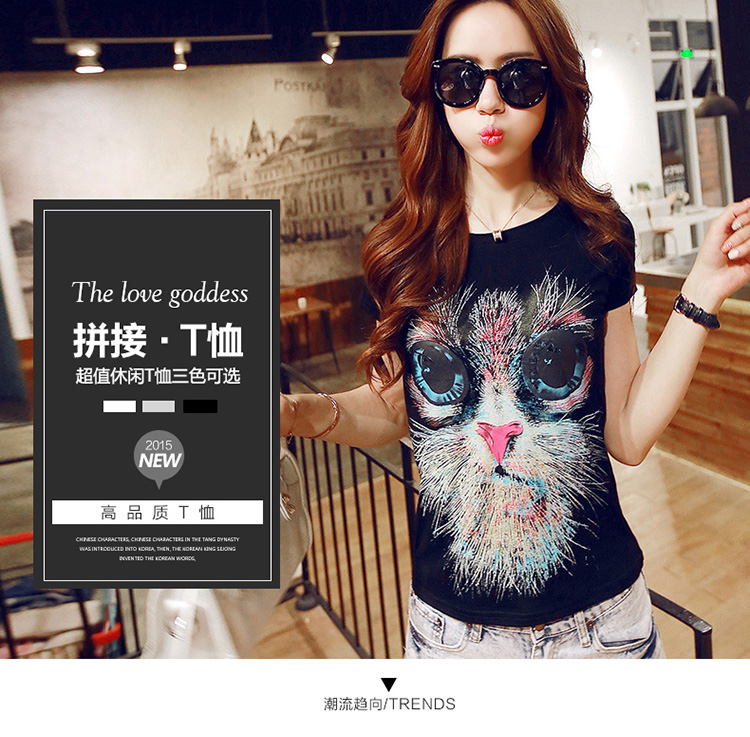 POSTKA
The love goddess
拼接·T恤
超值休闲T恤三色可选
2015
NEW
高品质T恤
CHINESE CHARACTERS, CHINESE CHARACTERS IN THE TANG DYNASTY
WAS INTRODUCED INTO KOREA, THEN, THE KOREAN KING SEJONG
INVENTED THE KOREAN WORDS,
潮流趋向/TRENDS